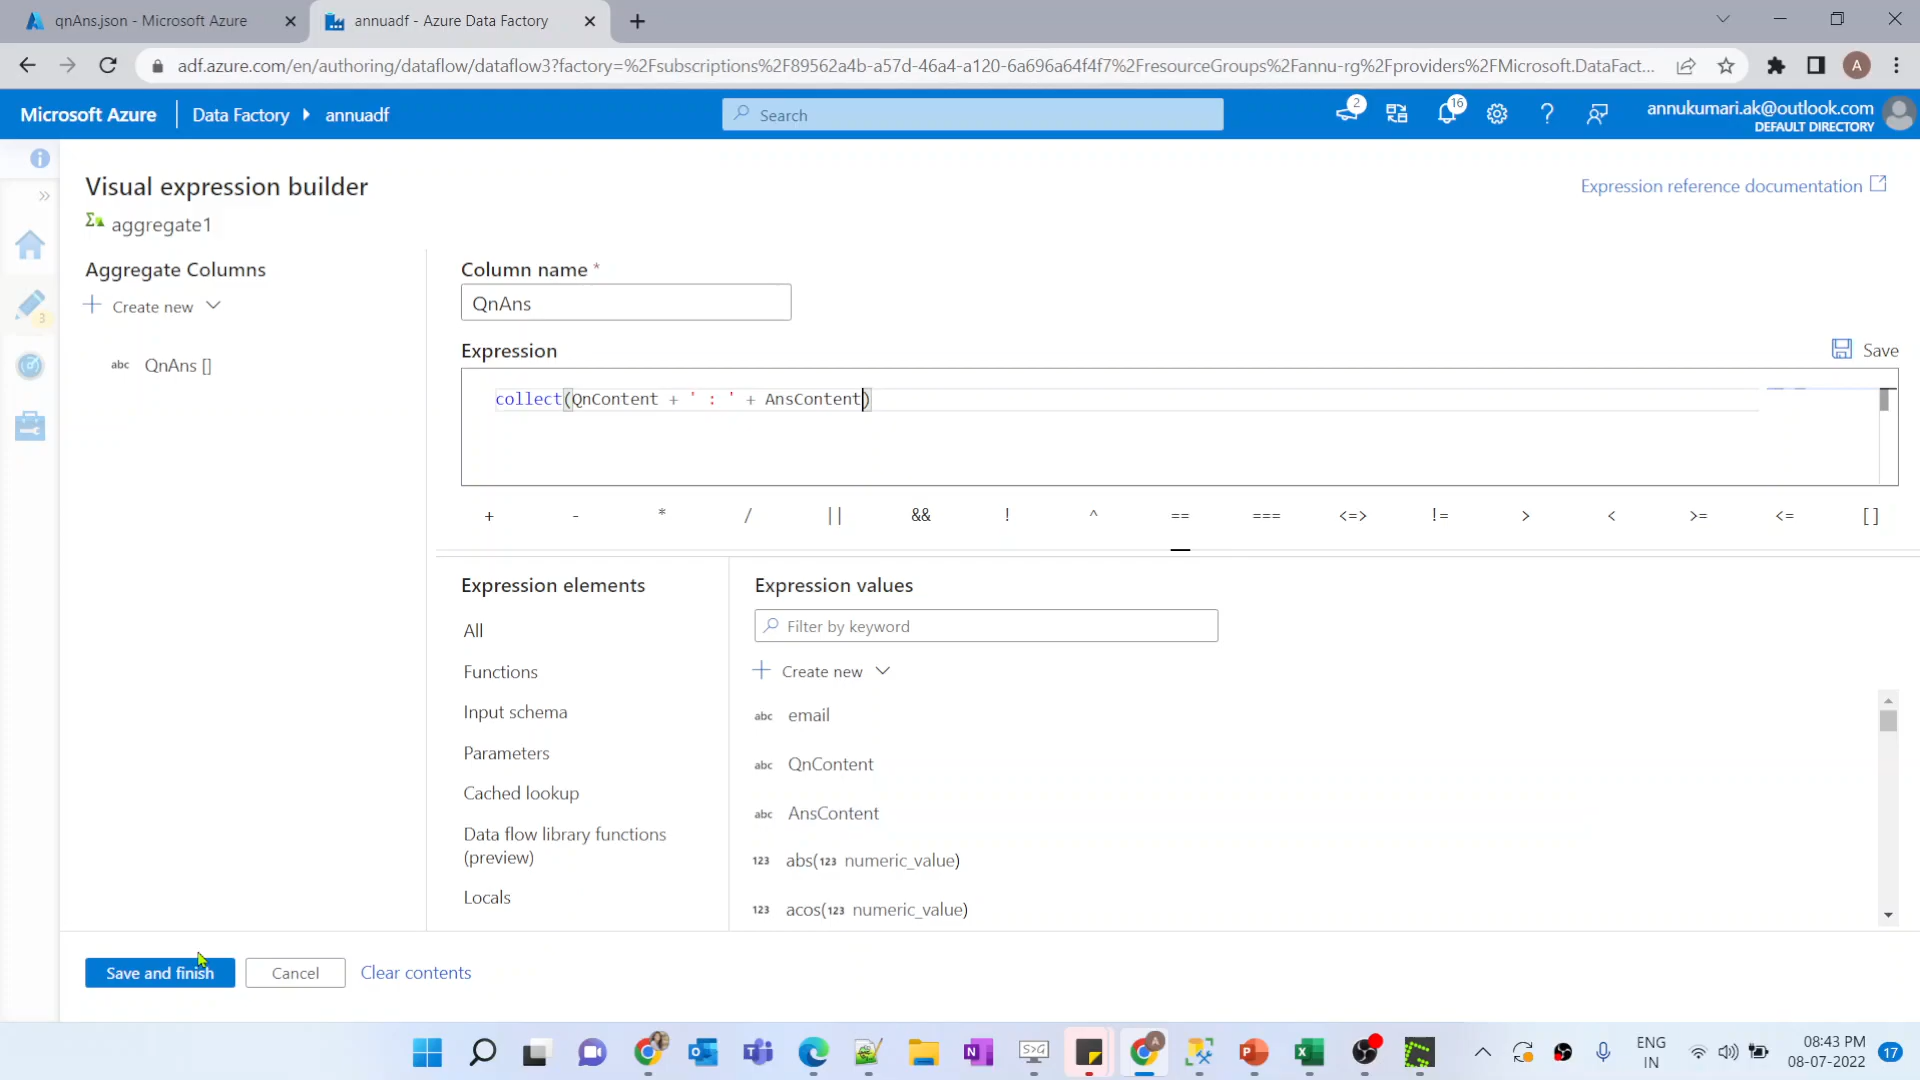 qnAns.json - Microsoft Azure
annuadf - Azure Data Factory
adf.azure.com/en/authoring/dataflow/dataflow3?factory=%2Fsubscriptions%2F89562a4b-a57d-46a4-a120-6a696a64f4f7%2FresourceGroups%2Fannu-rg%2Fproviders%2FMicrosoft.DataFact...
A
Microsoft Azure
Data Factory
annuadf
Search
2
16
annukumari.ak@outlook.com
DEFAULT DIRECTORY
Visual expression builder
Expression reference documentation
aggregate1
Aggregate Columns
Create new
3
abc QnAns []
Column name *
QnAns
Expression
Save
collect(QnContent + ' : ' + AnsContent)
+ - * / || && ! ^ == === <=> != > < >= <= []
Expression elements
All
Functions
Input schema
Parameters
Cached lookup
Data flow library functions
(preview)
Locals
Expression values
Filter by keyword
Create new
abc email
abc QnContent
abc AnsContent
123 abs(123 numeric_value)
123 acos(123 numeric_value)
Save and finish
Cancel
Clear contents
S>G
A
ENG
IN
08:43 PM
08-07-2022
17